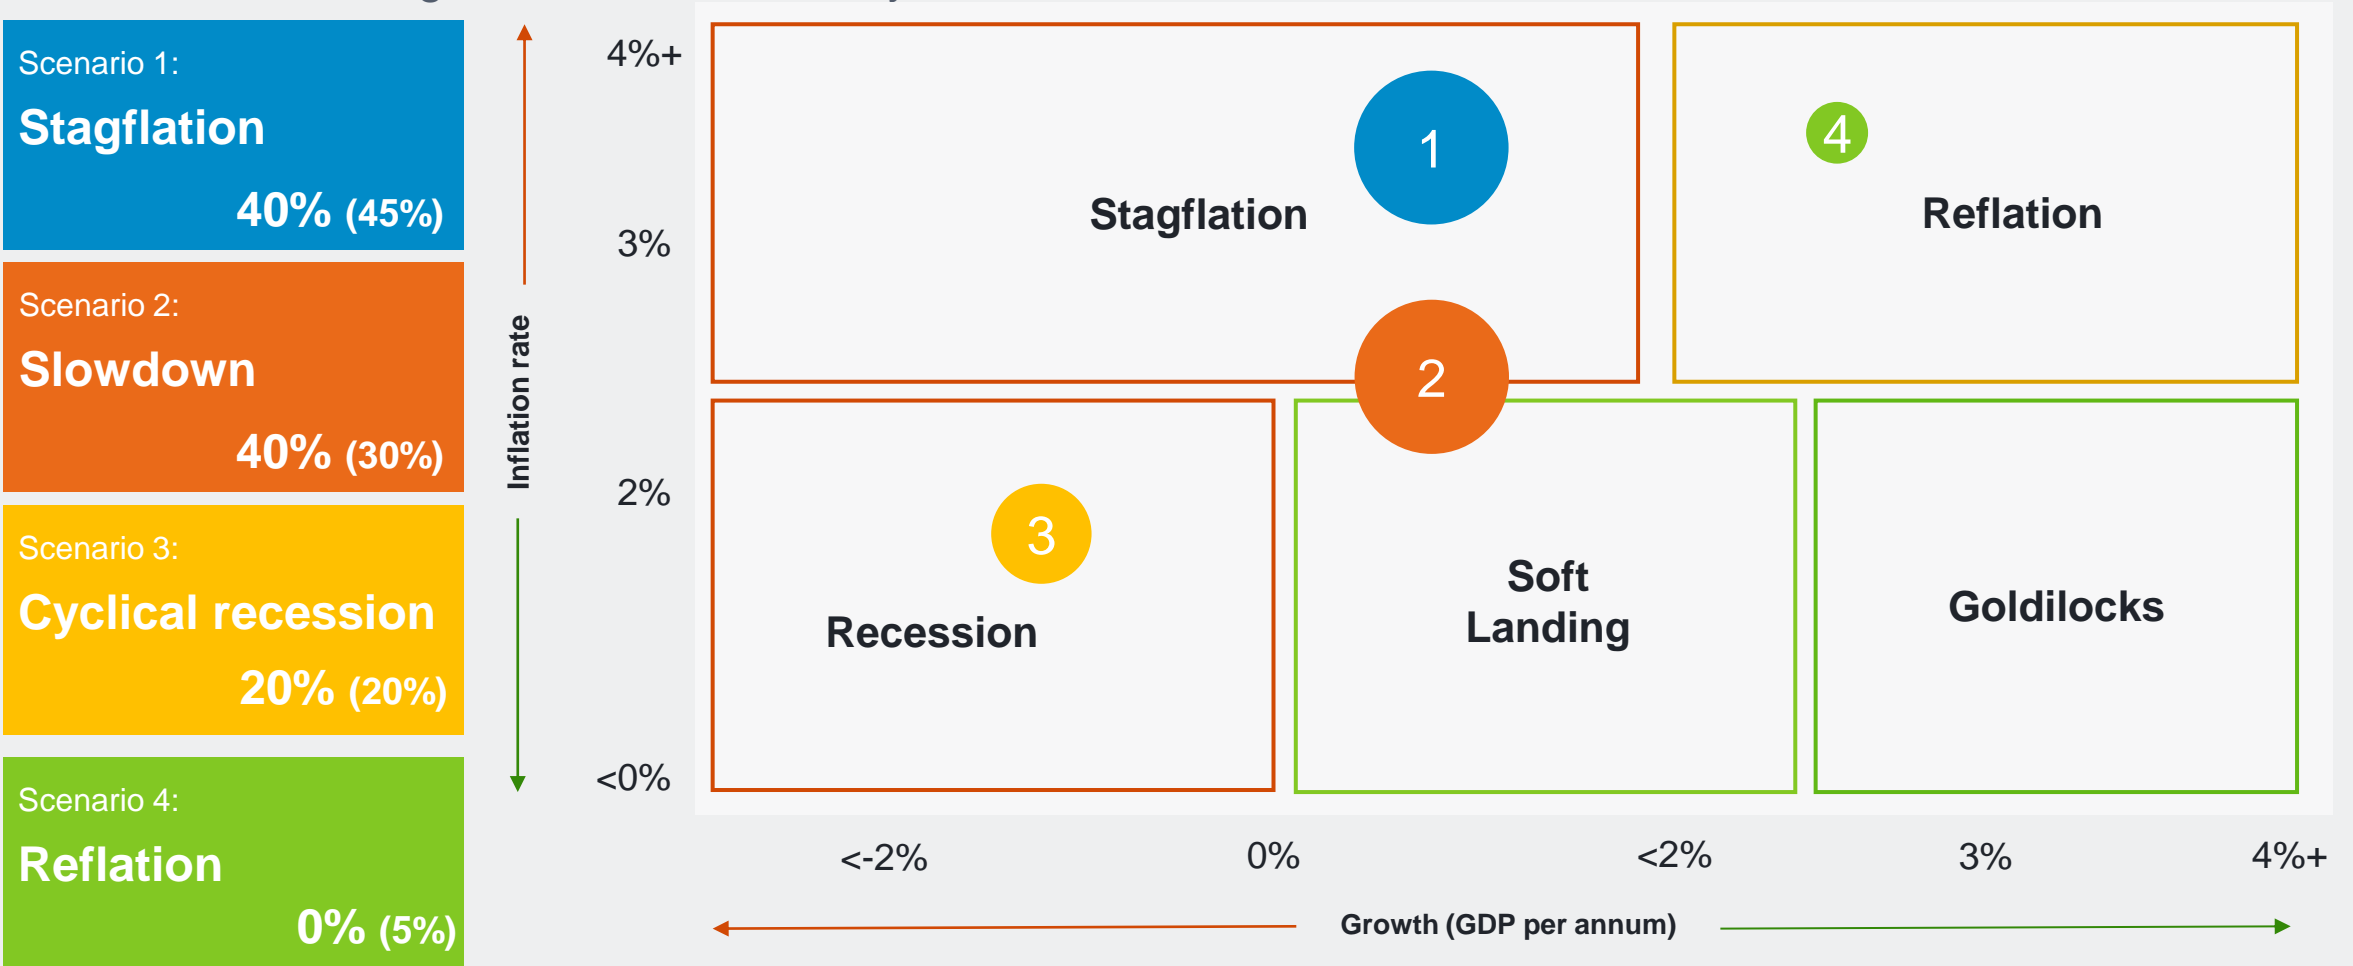 Scenario 1:
Stagflation
40% (45%)
Scenario 2:
Slowdown
40% (30%)
Scenario 3:
Cyclical recession
20% (20%)
Scenario 4:
Reflation
0% (5%)
Inflation rate
4%+
3%
2%
<0%
1
Stagflation
4
Reflation
2
3
Recession
Soft
Landing
Goldilocks
<-2%
0%
<2%
3%
4%+
Growth (GDP per annum)